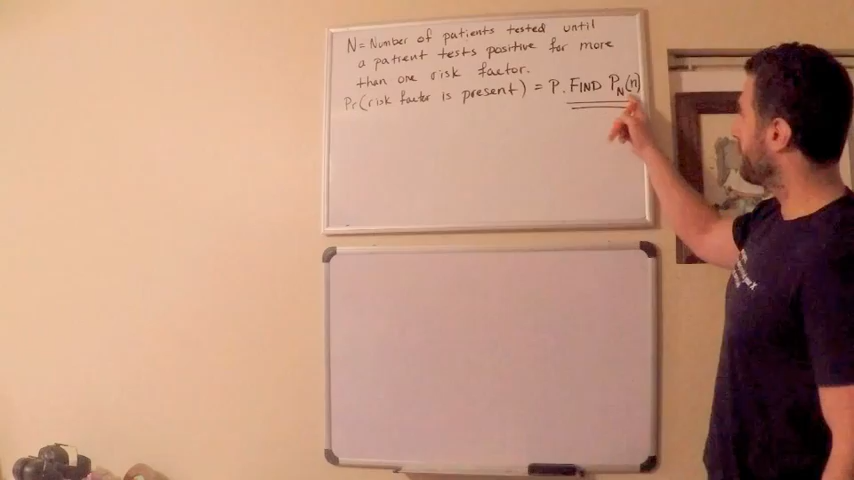 N = Number of patients tested until
a patient tests positive for more
than one risk factor.
Pr(risk factor is present) = P. FIND P_N(n)